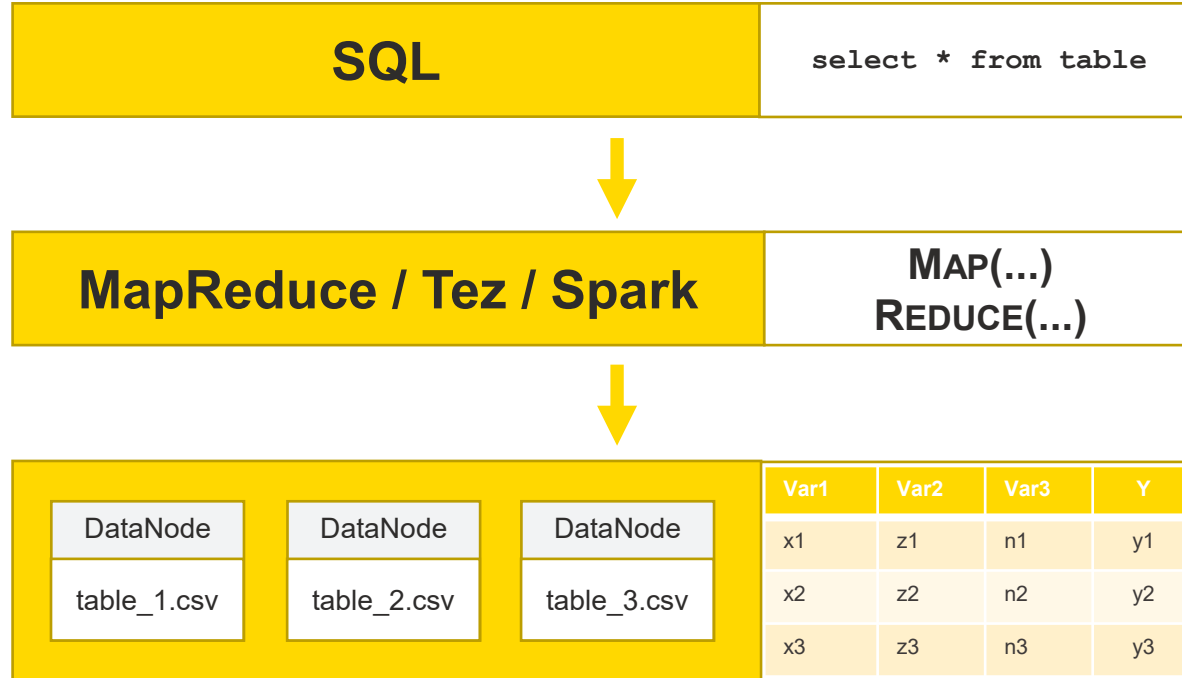 SQL
select * from table
MapReduce / Tez / Spark
MAP(...)
REDUCE(...)
DataNode
table_1.csv
DataNode
table_2.csv
DataNode
table_3.csv
Var1 Var2 Var3 Y
x1 z1 n1 y1
x2 z2 n2 y2
x3 z3 n3 y3